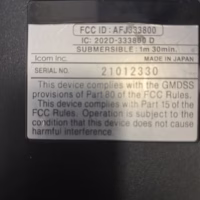 FCC ID: AFJ333800
IC: 202D-333800 O
SUBMERSIBLE: 1m 30min.
Icom Inc. MADE IN JAPAN
SERIAL NO. 21012330
This device complies with the GMDSS
provisions of Part 80 of the FCC Rules.
This device complies with Part 15 of the
FCC Rules. Operation is subject to the
condition that this device does not cause
harmful interference.